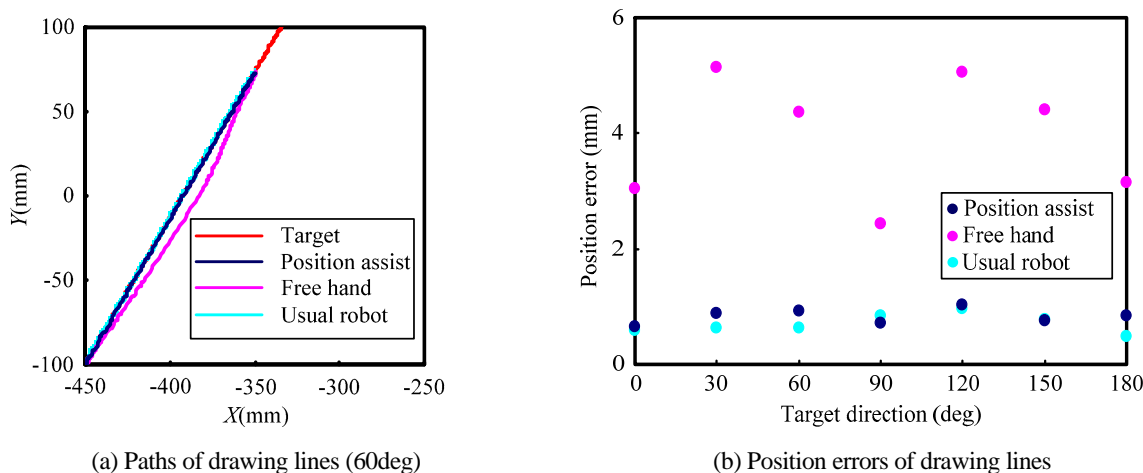 100
50
0
-50
-100
Y(mm)
Target
Position assist
Free hand
Usual robot
-450 -400 -350 -300 -250
X(mm)
(a) Paths of drawing lines (60deg)
6
4
2
0
Position error (mm)
Position assist
Free hand
Usual robot
0 30 60 90 120 150 180
Target direction (deg)
(b) Position errors of drawing lines